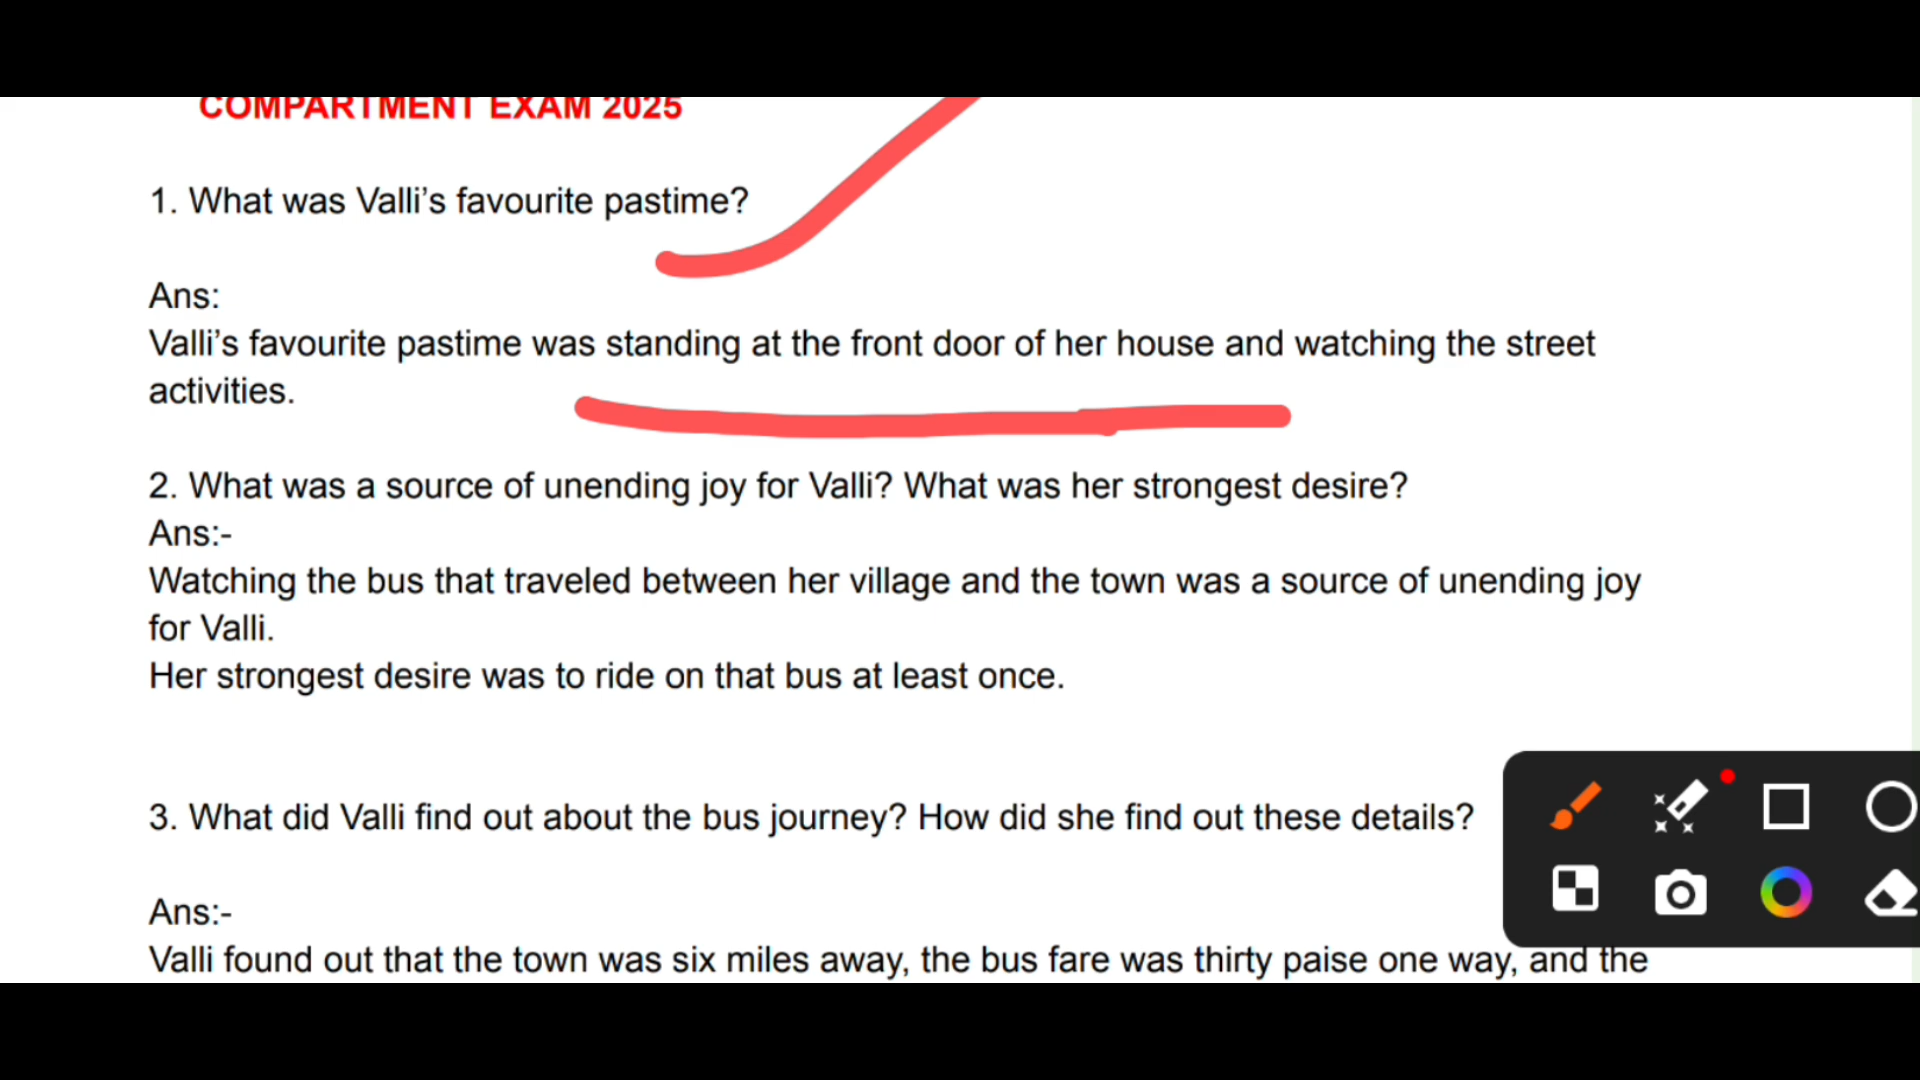 COMPARTMENT EXAM 2025
1. What was Valli’s favourite pastime?
Ans:
Valli’s favourite pastime was standing at the front door of her house and watching the street
activities.
2. What was a source of unending joy for Valli? What was her strongest desire?
Ans:-
Watching the bus that traveled between her village and the town was a source of unending joy
for Valli.
Her strongest desire was to ride on that bus at least once.
3. What did Valli find out about the bus journey? How did she find out these details?
Ans:-
Valli found out that the town was six miles away, the bus fare was thirty paise one way, and the